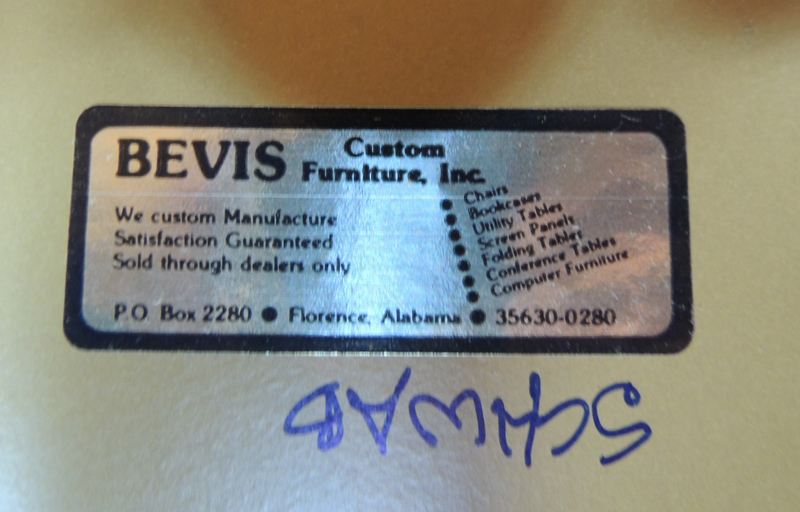 BEVIS Custom Furniture, Inc.
We custom Manufacture
Satisfaction Guaranteed
Sold through dealers only
• Chairs
• Bookcases
• Utility Tables
• Screen Panels
• Folding Tables
• Conference Tables
• Computer Furniture
P.O. Box 2280 • Florence, Alabama • 35630-0280
SCHWAB